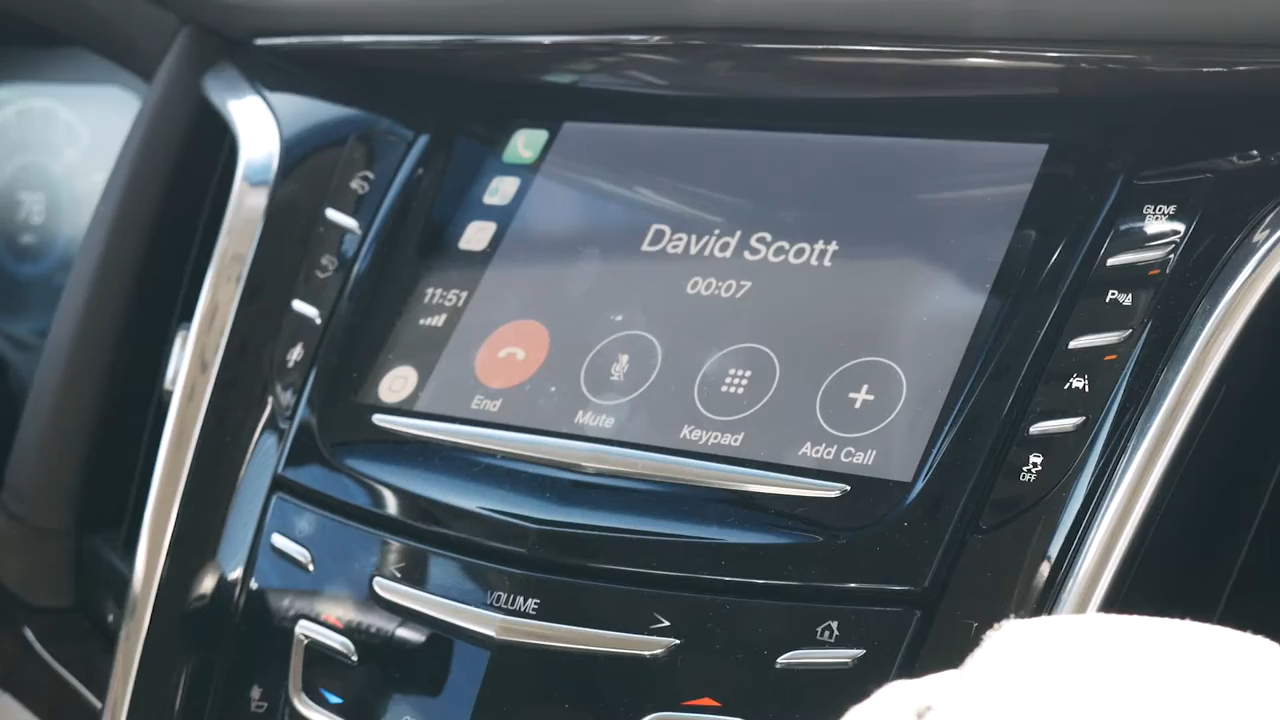 David Scott
00:07
11:51
End
Mute
Keypad
Add Call
GLOVE
BOX
P
OFF
< VOLUME >